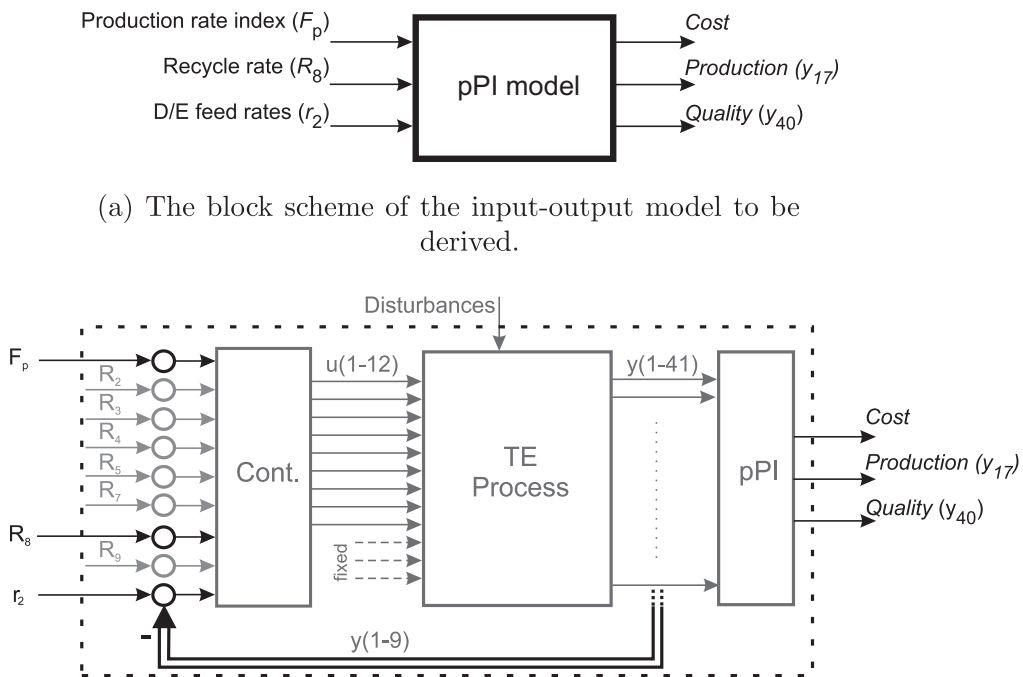 Production rate index (Fp)
Recycle rate (R8)
D/E feed rates (r2)
pPI model
Cost
Production (y17)
Quality (y40)
(a) The block scheme of the input-output model to be
derived.
Disturbances
Fp
R2
R3
R4
R5
R7
R8
R9
r2
Cont.
u(1-12)
fixed
TE
Process
y(1-41)
pPI
Cost
Production (y17)
Quality (y40)
-
y(1-9)